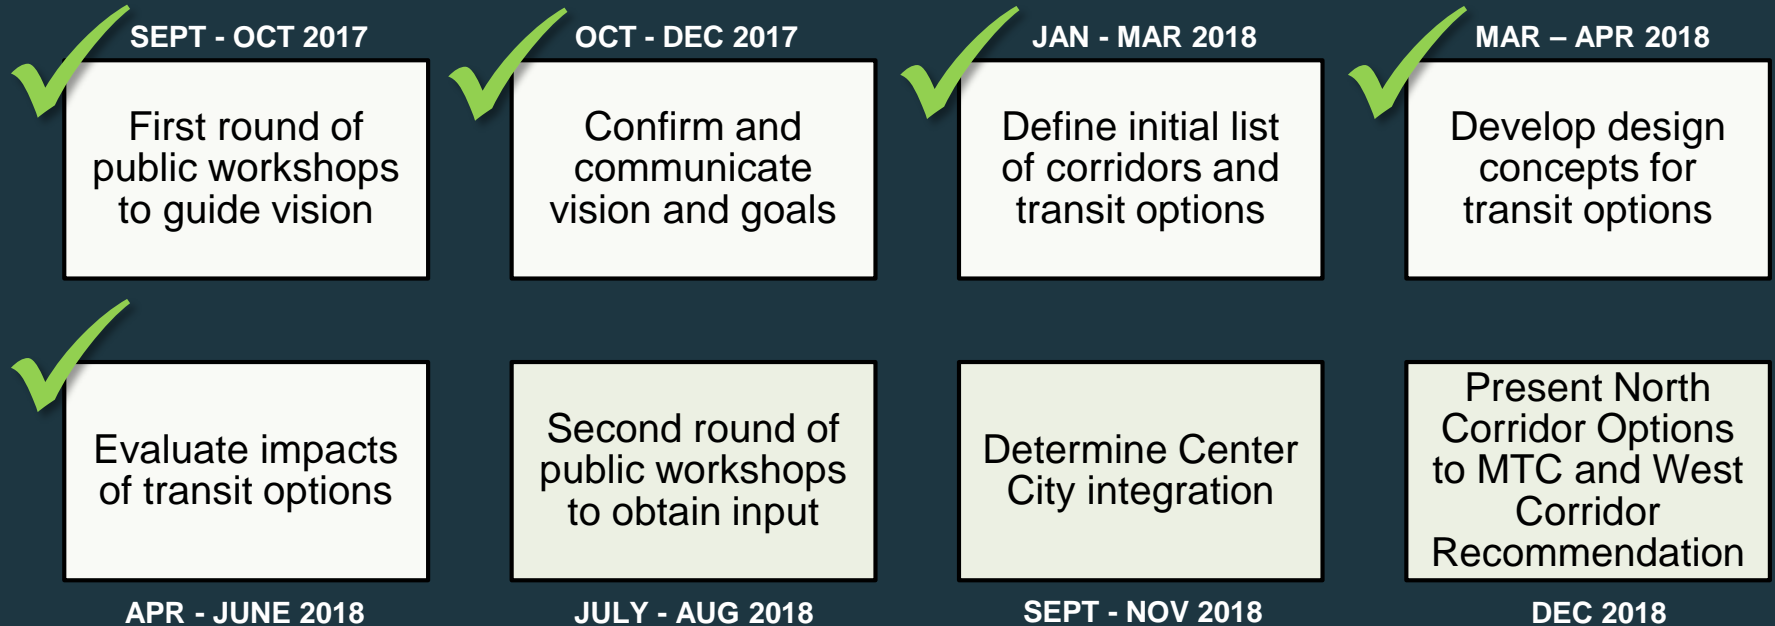 SEPT - OCT 2017
First round of
public workshops
to guide vision
OCT - DEC 2017
Confirm and
communicate
vision and goals
JAN - MAR 2018
Define initial list
of corridors and
transit options
MAR – APR 2018
Develop design
concepts for
transit options
Evaluate impacts
of transit options
APR - JUNE 2018
Second round of
public workshops
to obtain input
JULY - AUG 2018
Determine Center
City integration
SEPT - NOV 2018
Present North
Corridor Options
to MTC and West
Corridor
Recommendation
DEC 2018